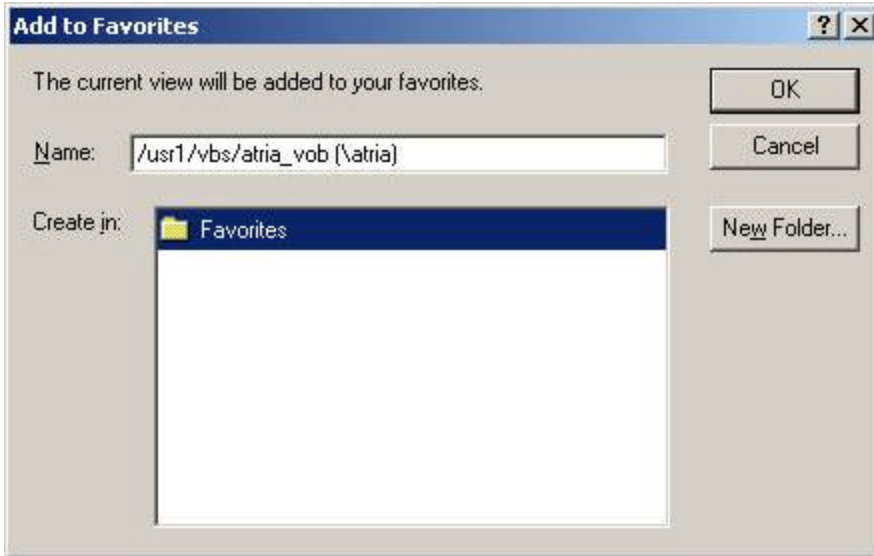 Add to Favorites
The current view will be added to your favorites.
OK
Name: /usr1/vbs/atria_vob (\atria)
Cancel
Create in: Favorites
New Folder...